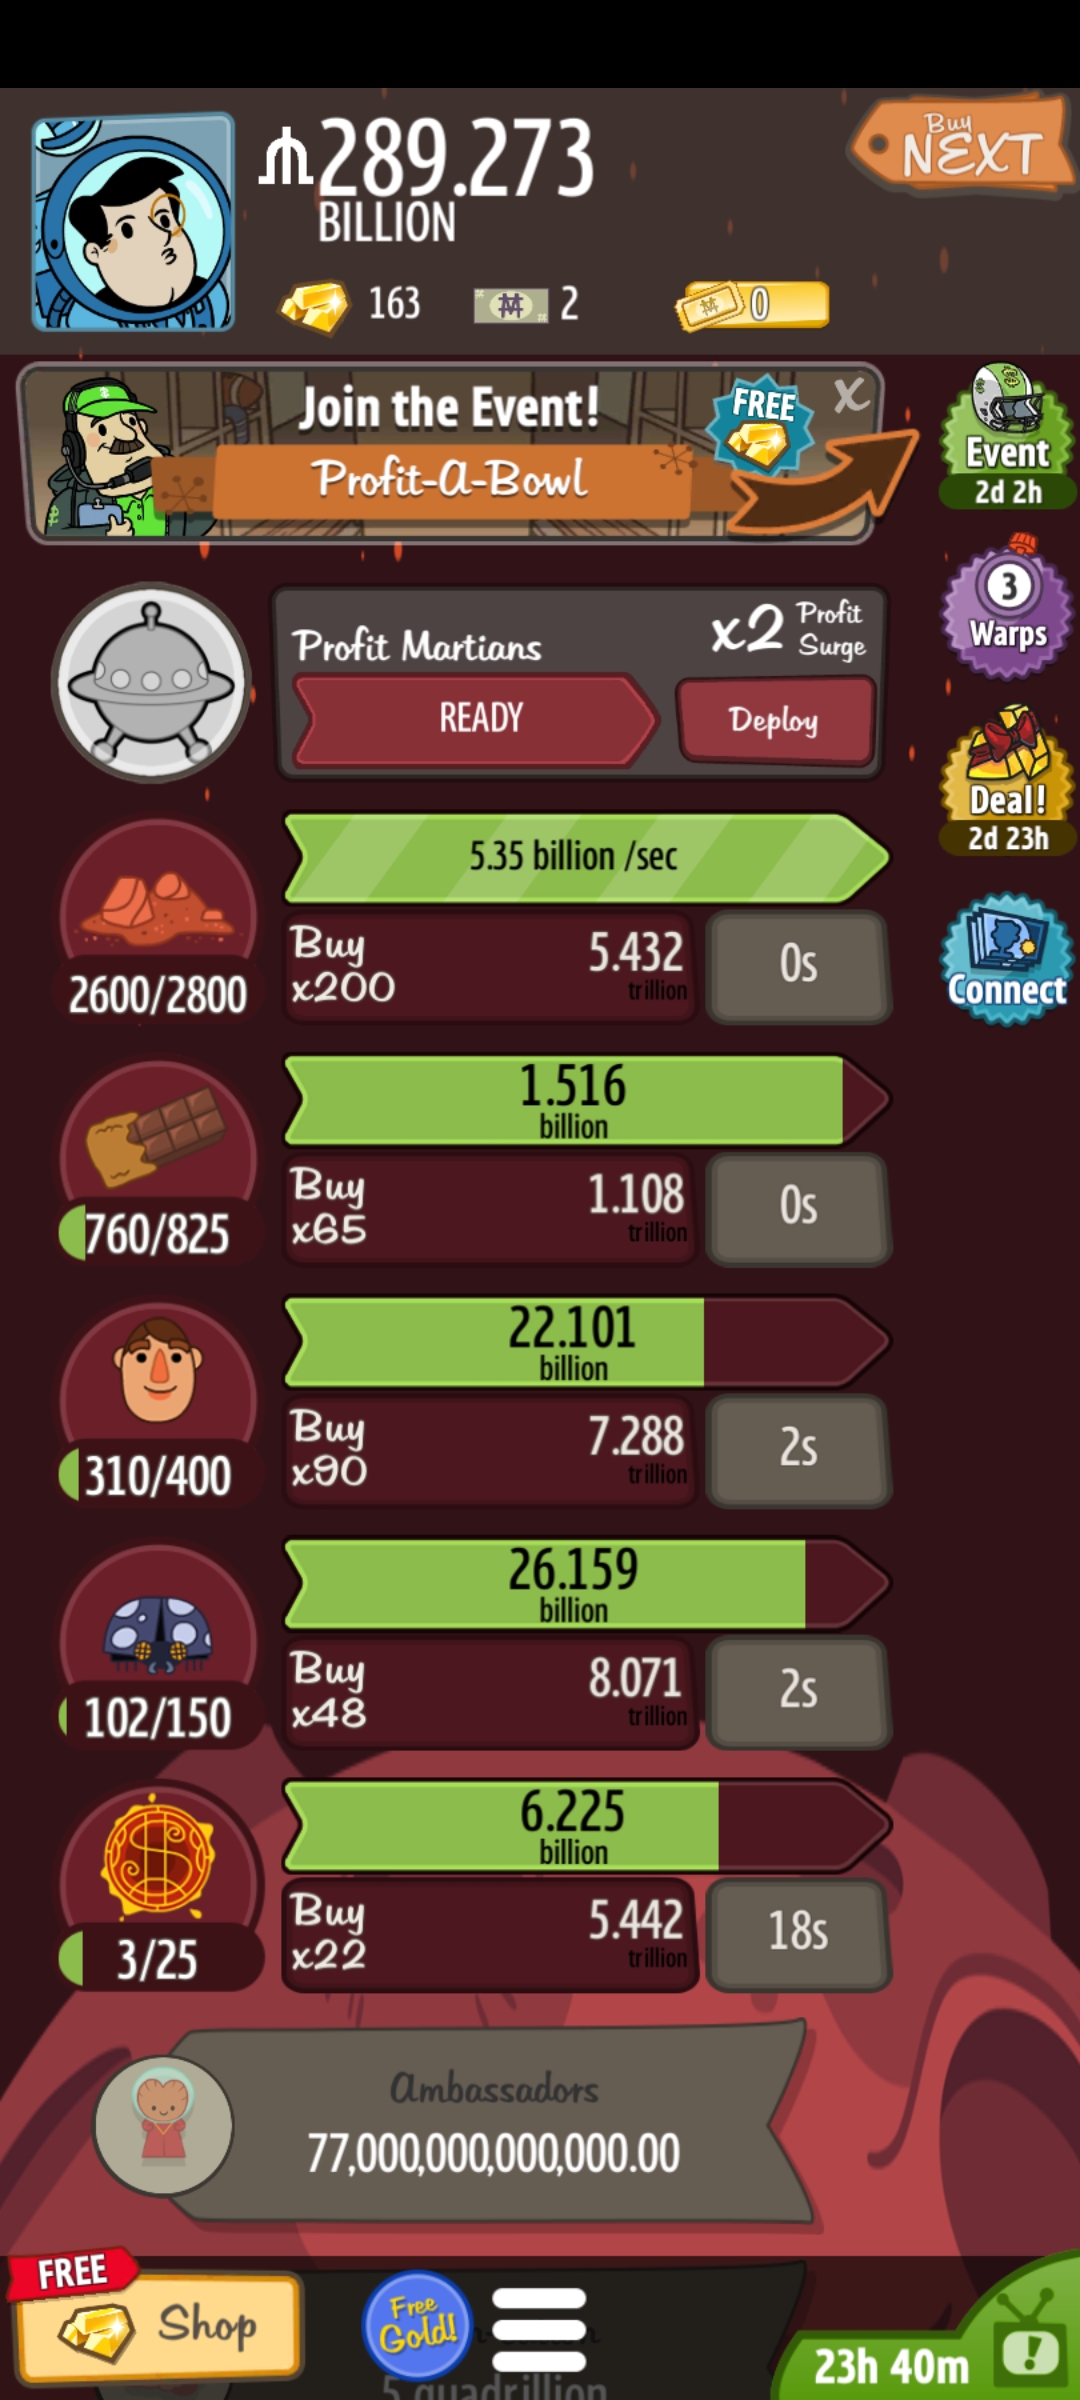 289.273
BILLION
Buy
NEXT
163
2
0
Join the Event!
Profit-A-Bowl
FREE
X
Event
2d 2h
3
Warps
Profit Martians
x2 Profit Surge
READY
Deploy
Deal!
2d 23h
5.35 billion /sec
2600/2800
Buy
x200
5.432
trillion
0s
Connect
1.516
billion
760/825
Buy
x65
1.108
trillion
0s
22.101
billion
310/400
Buy
x90
7.288
trillion
2s
26.159
billion
102/150
Buy
x48
8.071
trillion
2s
6.225
billion
3/25
Buy
x22
5.442
trillion
18s
Ambassadors
77,000,000,000,000.00
FREE
Shop
Free
Gold!
23h 40m
5 quadrillion